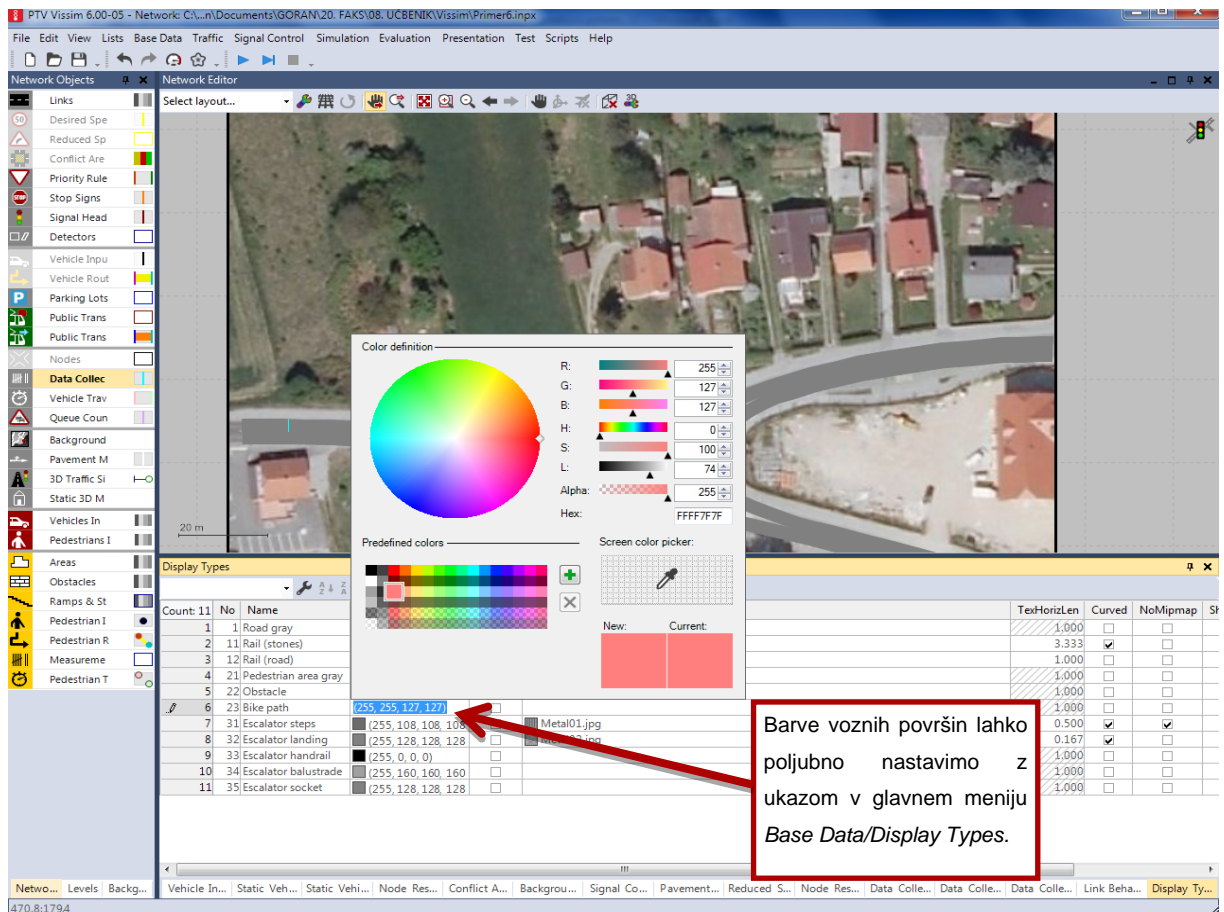 PTV Vissim 6.00-05 - Network: C:\...n\Documents\GORAN\20. FAKS\08. UČBENIK\Vissim\Primer6.inpx
File Edit View Lists Base Data Traffic Signal Control Simulation Evaluation Presentation Test Scripts Help
Network Objects
Network Editor
Select layout...
Links
Desired Spe
Reduced Sp
Conflict Are
Priority Rule
Stop Signs
Signal Head
Detectors
Vehicle Inpu
Vehicle Rout
Parking Lots
Public Trans
Public Trans
Nodes
Data Collec
Vehicle Trav
Queue Coun
Background
Pavement M
3D Traffic Si
Static 3D M
Vehicles In
Pedestrians I
Areas
Obstacles
Ramps & St
Pedestrian I
Pedestrian R
Measureme
Pedestrian T
20 m
Color definition
R: 255
G: 127
B: 127
H: 0
S: 100
L: 74
Alpha: 255
Hex: FFFF7F7F
Predefined colors
Screen color picker:
New: Current:
Display Types
Count: 11 No Name TexHorizLen Curved NoMipmap Sh
1 1 Road gray 1.000
2 11 Rail (stones) 3.333
3 12 Rail (road) 1.000
4 21 Pedestrian area gray 1.000
5 22 Obstacle 1.000
6 23 Bike path (255, 255, 127, 127) 1.000
7 31 Escalator steps (255, 108, 108, 108 Metal01.jpg 0.500
8 32 Escalator landing (255, 128, 128, 128 0.167
9 33 Escalator handrail (255, 0, 0, 0) 1.000
10 34 Escalator balustrade (255, 160, 160, 160 1.000
11 35 Escalator socket (255, 128, 128, 128 1.000
Barve voznih površin lahko
poljubno nastavimo z
ukazom v glavnem meniju
Base Data/Display Types.
Netwo... Levels Backg...
Vehicle In... Static Veh... Static Vehi... Node Res... Conflict A... Backgrou... Signal Co... Pavement... Reduced S... Node Res... Data Colle... Data Colle... Data Colle... Link Beha... Display Ty...
470.8:179.4